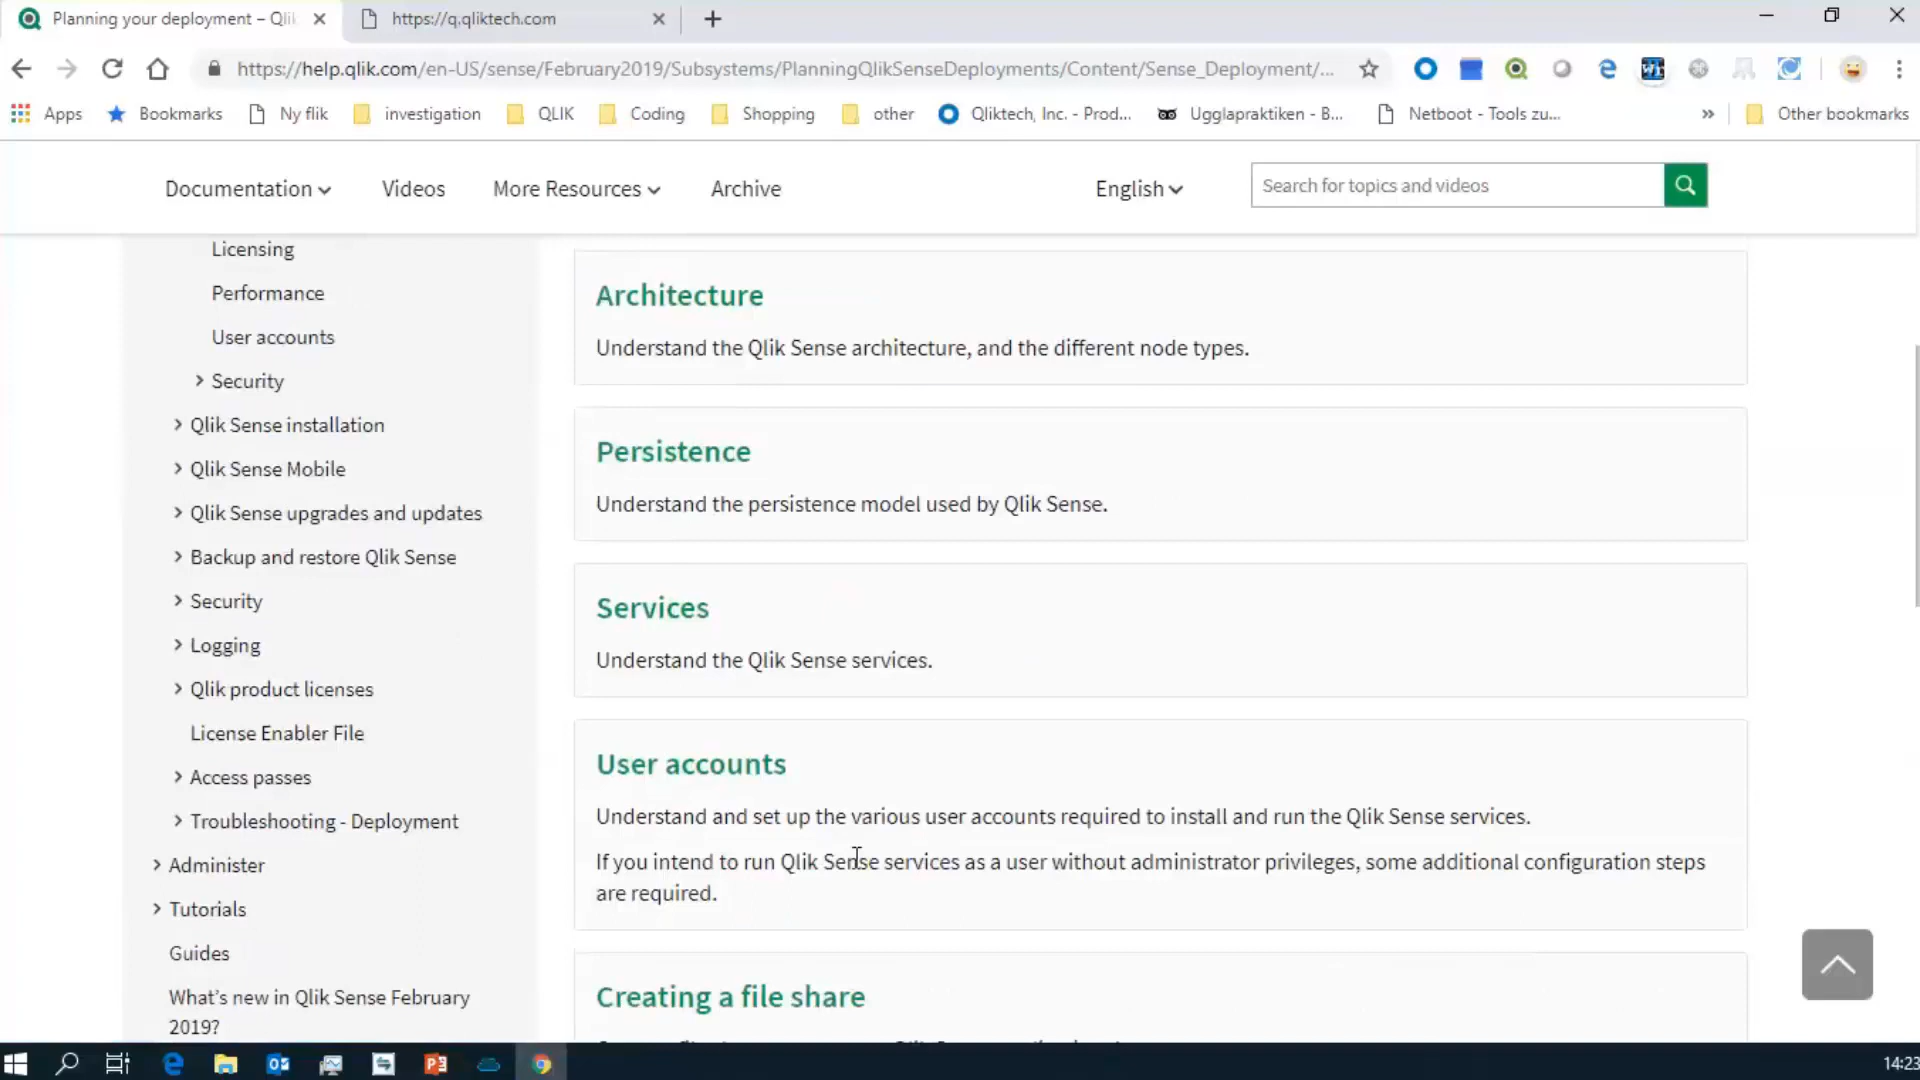 Planning your deployment – Qlik
https://q.qliktech.com
https://help.qlik.com/en-US/sense/February2019/Subsystems/PlanningQlikSenseDeployments/Content/Sense_Deployment/...
Apps
Bookmarks
Ny flik
investigation
QLIK
Coding
Shopping
other
Qliktech, Inc. - Prod...
Ugglapraktiken - B...
Netboot - Tools zu...
»
Other bookmarks
Documentation
Videos
More Resources
Archive
English
Search for topics and videos
Licensing
Performance
User accounts
Security
Qlik Sense installation
Qlik Sense Mobile
Qlik Sense upgrades and updates
Backup and restore Qlik Sense
Security
Logging
Qlik product licenses
License Enabler File
Access passes
Troubleshooting - Deployment
Administer
Tutorials
Guides
What's new in Qlik Sense February
2019?
Architecture
Understand the Qlik Sense architecture, and the different node types.
Persistence
Understand the persistence model used by Qlik Sense.
Services
Understand the Qlik Sense services.
User accounts
Understand and set up the various user accounts required to install and run the Qlik Sense services.
If you intend to run Qlik Sense services as a user without administrator privileges, some additional configuration steps
are required.
Creating a file share
14:23